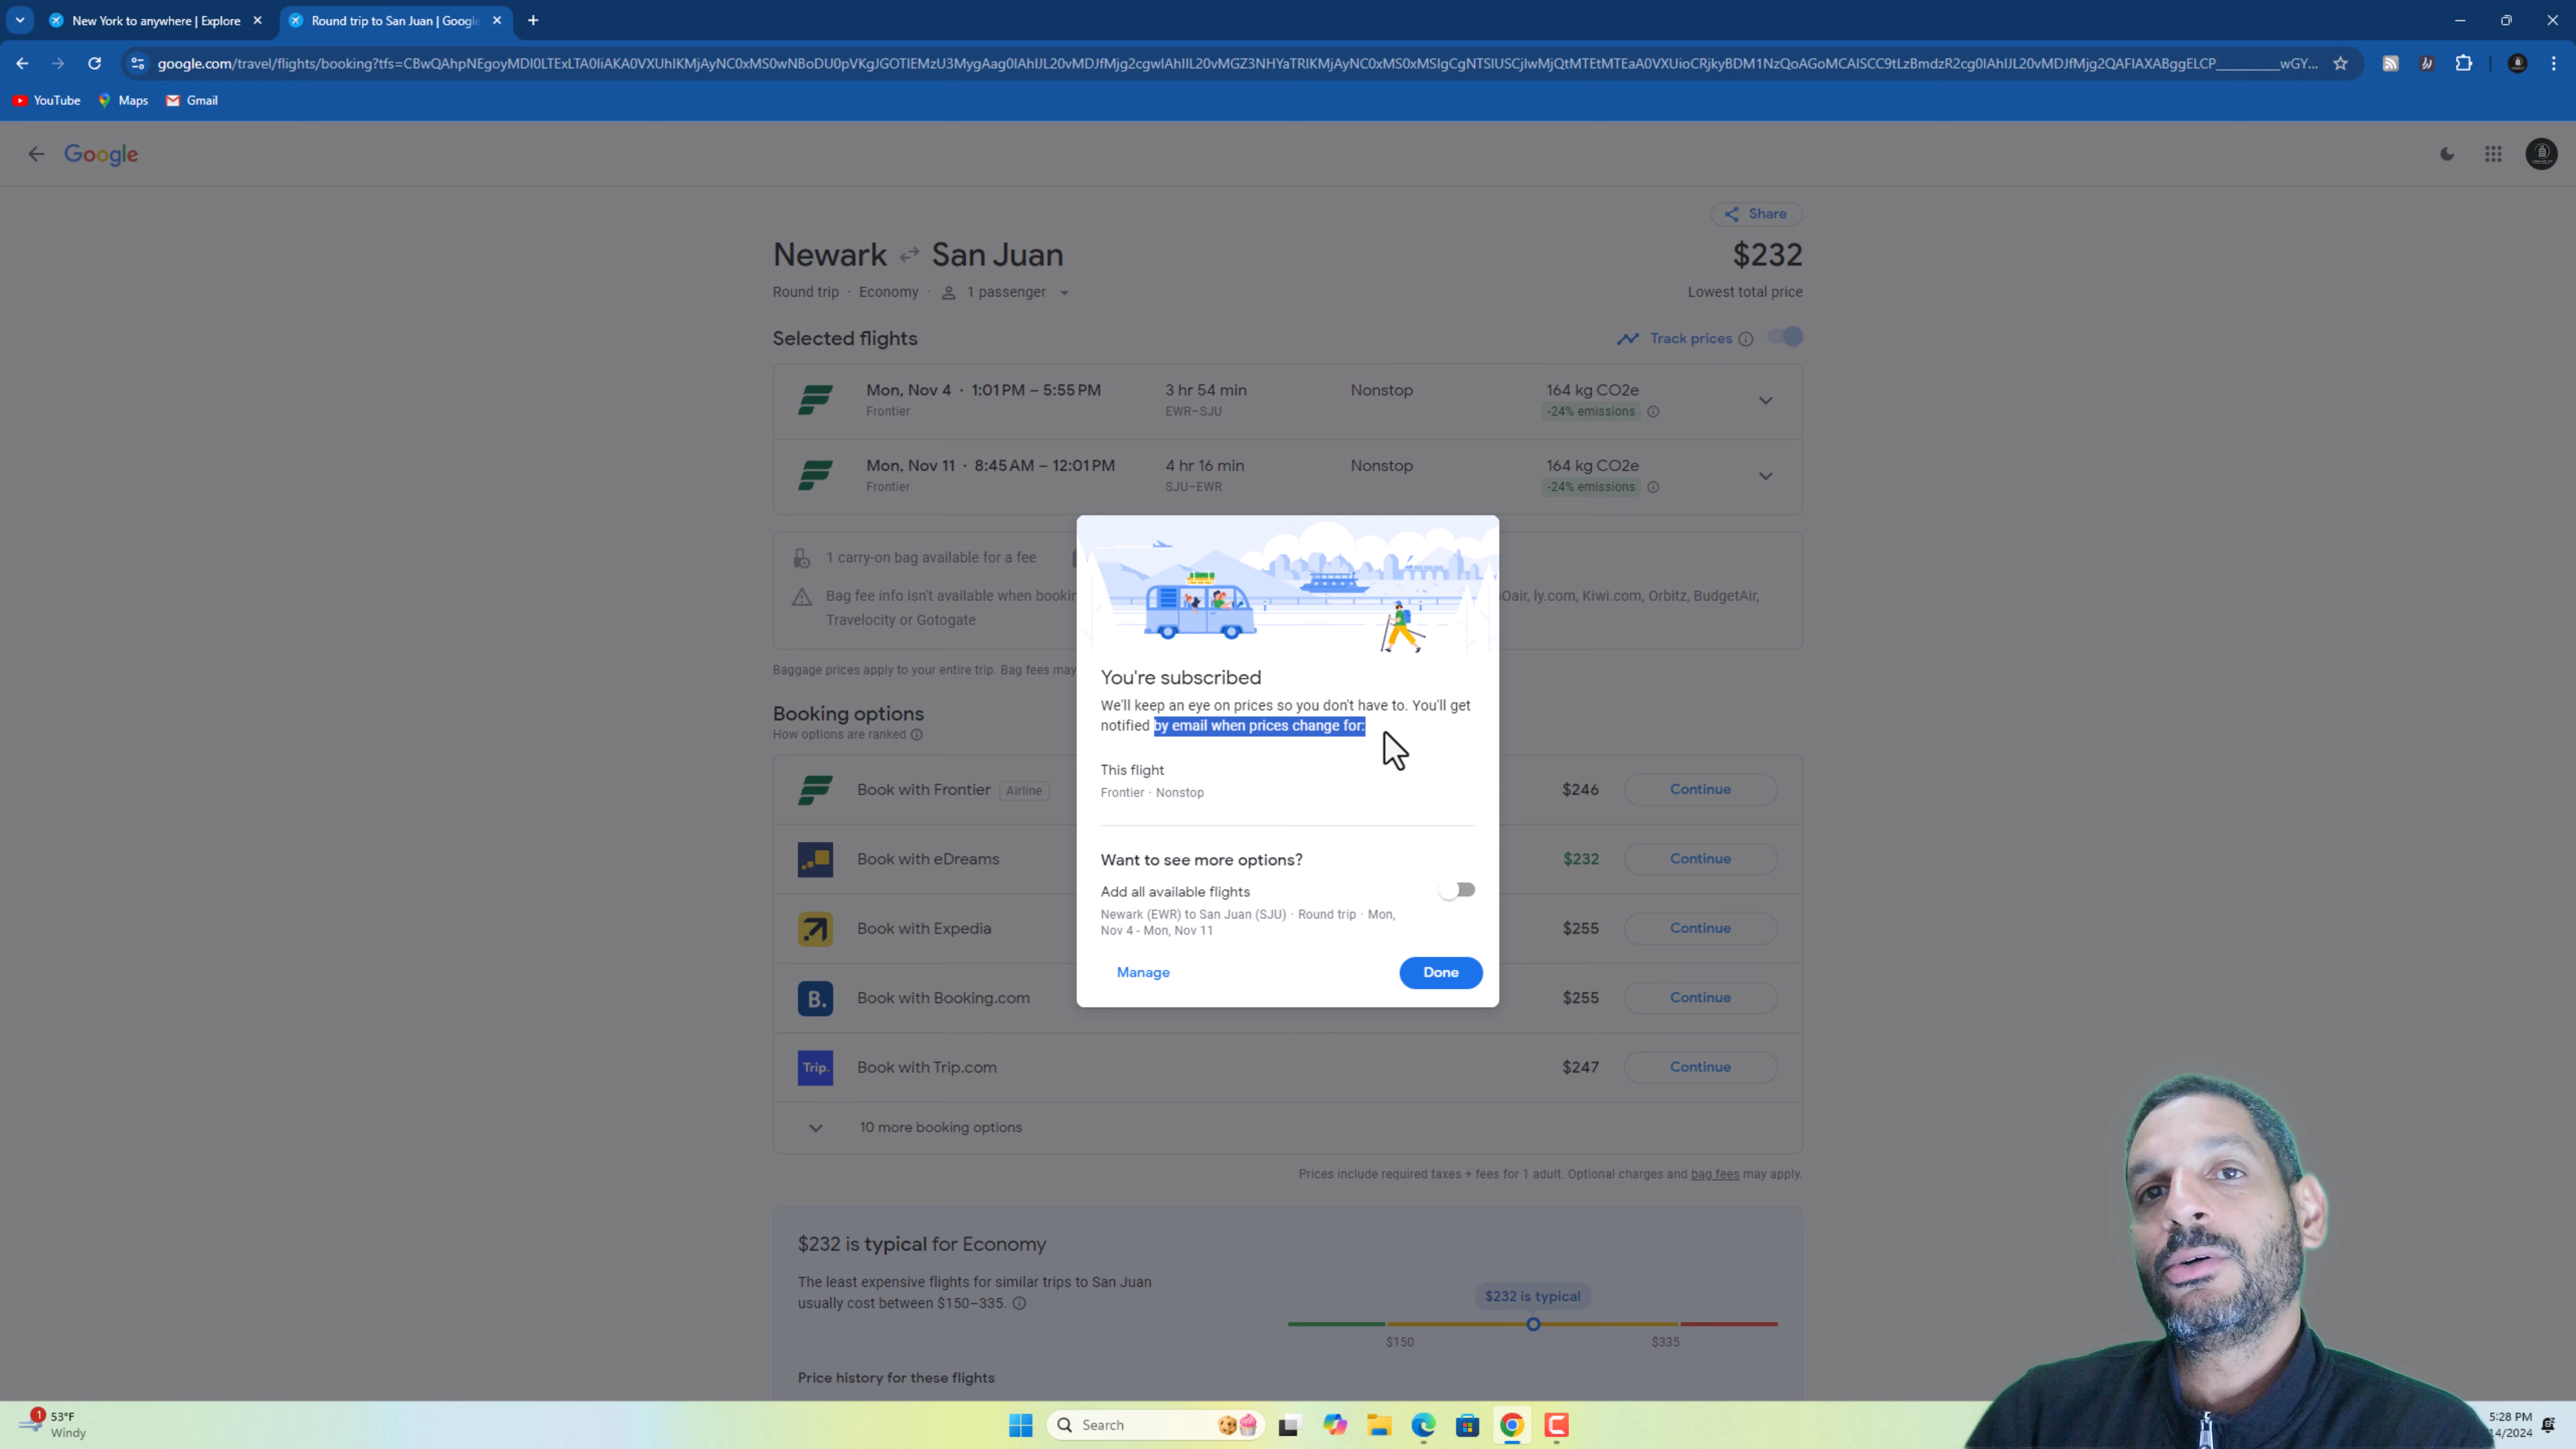 New York to anywhere | Explore
Round trip to San Juan | Google
YouTube
Maps
Gmail
Google
Share
Newark San Juan
$232
Round trip · Economy · 1 passenger
Lowest total price
Selected flights
Track prices
Mon, Nov 4 · 1:01 PM – 5:55 PM
3 hr 54 min
Nonstop
164 kg CO2e
Frontier
EWR–SJU
-24% emissions
Mon, Nov 11 · 8:45 AM – 12:01 PM
4 hr 16 min
Nonstop
164 kg CO2e
Frontier
SJU–EWR
-24% emissions
1 carry-on bag available for a fee
Bag fee info isn't available when
Oair, ly.com, Kiwi.com, Orbitz, BudgetAir,
Travelocity or Gotogate
Baggage prices apply to your entire trip. Bag fees may
Booking options
How options are ranked
Book with Frontier
Airline
$246
Continue
Book with eDreams
$232
Continue
Book with Expedia
$255
Continue
B.
Book with Booking.com
$255
Continue
Trip.
Book with Trip.com
$247
Continue
10 more booking options
Prices include required taxes + fees for 1 adult. Optional charges and bag fees may apply.
You're subscribed
We'll keep an eye on prices so you don't have to. You'll get
notified by email when prices change for:
This flight
Frontier · Nonstop
Want to see more options?
Add all available flights
Newark (EWR) to San Juan (SJU) · Round trip · Mon,
Nov 4 - Mon, Nov 11
Manage
Done
$232 is typical for Economy
The least expensive flights for similar trips to San Juan
usually cost between $150–335.
$232 is typical
$150
$335
Price history for these flights
1
53°F
Windy
Search
5:28 PM
14/2024